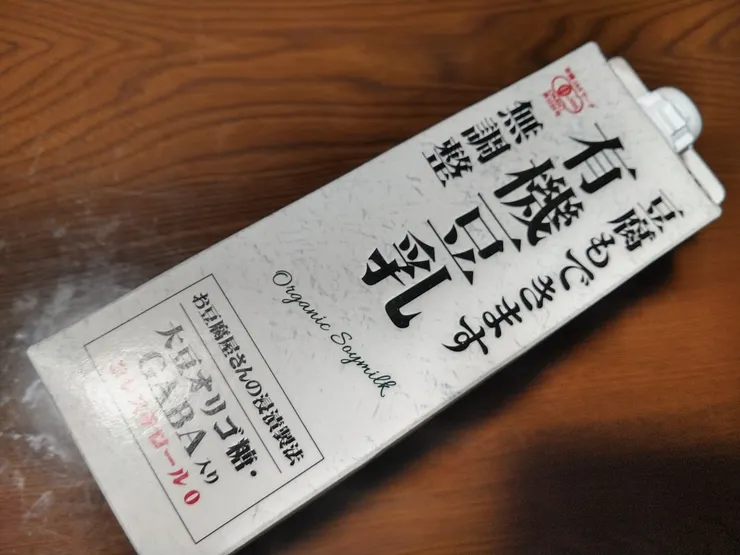 豆腐もできます
有機豆乳
無調整
Organic Soymilk
お豆腐屋さんの浸漬製法
大豆オリゴ糖・
GABA入り
コレステロール0